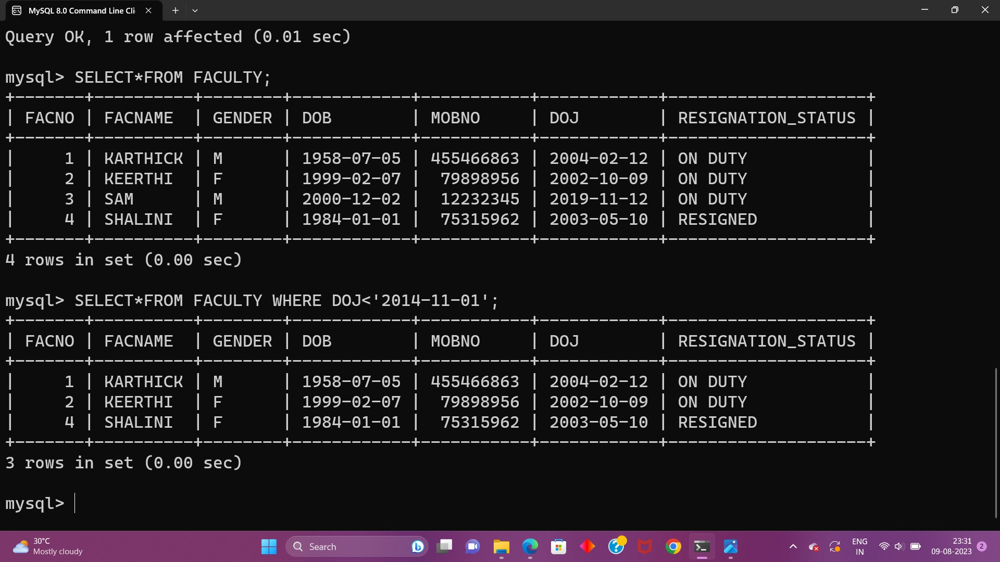 MySQL 8.0 Command Line Cli
Query OK, 1 row affected (0.01 sec)
mysql> SELECT*FROM FACULTY;
+-------+----------+--------+------------+-----------+------------+--------------------+
| FACNO | FACNAME  | GENDER | DOB        | MOBNO     | DOJ        | RESIGNATION_STATUS |
+-------+----------+--------+------------+-----------+------------+--------------------+
|     1 | KARTHICK | M      | 1958-07-05 | 455466863 | 2004-02-12 | ON DUTY            |
|     2 | KEERTHI  | F      | 1999-02-07 |  79898956 | 2002-10-09 | ON DUTY            |
|     3 | SAM      | M      | 2000-12-02 |  12232345 | 2019-11-12 | ON DUTY            |
|     4 | SHALINI  | F      | 1984-01-01 |  75315962 | 2003-05-10 | RESIGNED           |
+-------+----------+--------+------------+-----------+------------+--------------------+
4 rows in set (0.00 sec)
mysql> SELECT*FROM FACULTY WHERE DOJ<'2014-11-01';
+-------+----------+--------+------------+-----------+------------+--------------------+
| FACNO | FACNAME  | GENDER | DOB        | MOBNO     | DOJ        | RESIGNATION_STATUS |
+-------+----------+--------+------------+-----------+------------+--------------------+
|     1 | KARTHICK | M      | 1958-07-05 | 455466863 | 2004-02-12 | ON DUTY            |
|     2 | KEERTHI  | F      | 1999-02-07 |  79898956 | 2002-10-09 | ON DUTY            |
|     4 | SHALINI  | F      | 1984-01-01 |  75315962 | 2003-05-10 | RESIGNED           |
+-------+----------+--------+------------+-----------+------------+--------------------+
3 rows in set (0.00 sec)
mysql>
30°C
Mostly cloudy
Search
ENG
IN
23:31
09-08-2023
2